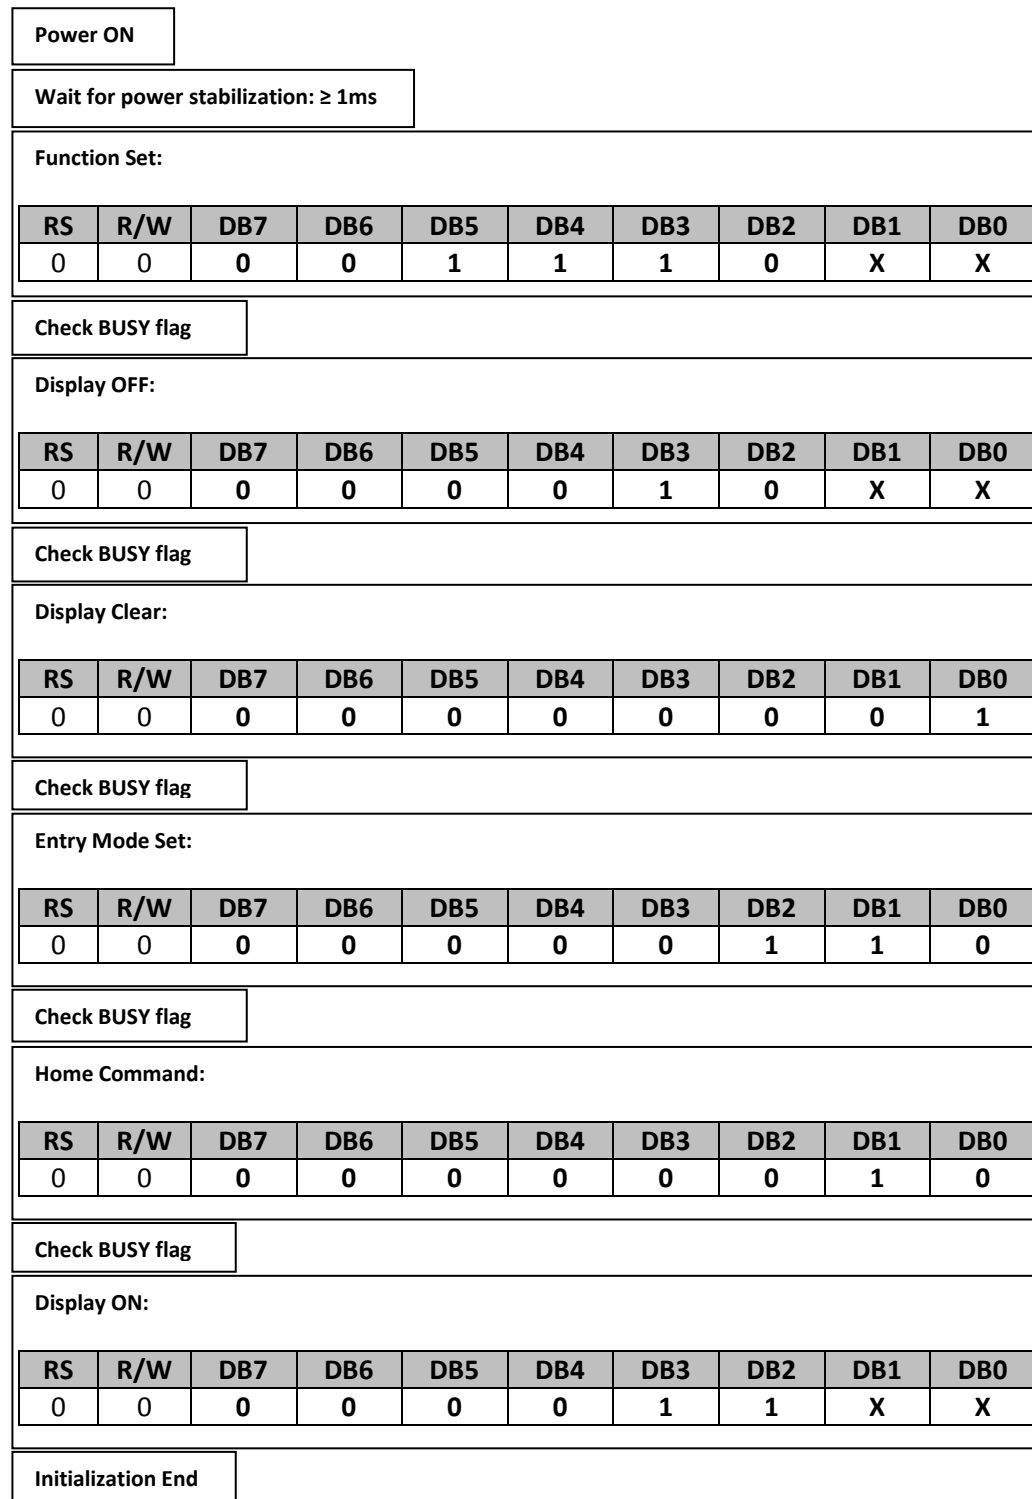 Power ON
Wait for power stabilization: ≥ 1ms
Function Set:
RS R/W DB7 DB6 DB5 DB4 DB3 DB2 DB1 DB0
0 0 0 0 1 1 1 0 X X
Check BUSY flag
Display OFF:
RS R/W DB7 DB6 DB5 DB4 DB3 DB2 DB1 DB0
0 0 0 0 0 0 1 0 X X
Check BUSY flag
Display Clear:
RS R/W DB7 DB6 DB5 DB4 DB3 DB2 DB1 DB0
0 0 0 0 0 0 0 0 0 1
Check BUSY flag
Entry Mode Set:
RS R/W DB7 DB6 DB5 DB4 DB3 DB2 DB1 DB0
0 0 0 0 0 0 0 1 1 0
Check BUSY flag
Home Command:
RS R/W DB7 DB6 DB5 DB4 DB3 DB2 DB1 DB0
0 0 0 0 0 0 0 0 1 0
Check BUSY flag
Display ON:
RS R/W DB7 DB6 DB5 DB4 DB3 DB2 DB1 DB0
0 0 0 0 0 0 1 1 X X
Initialization End